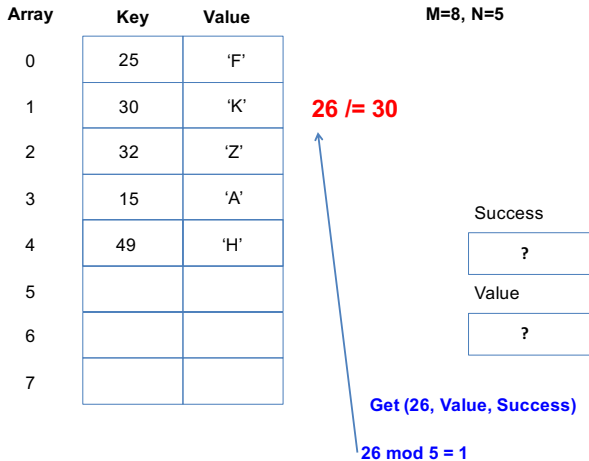 Array Key Value M=8, N=5
0 25 ‘F’
1 30 ‘K’ 26 /= 30
2 32 ‘Z’
3 15 ‘A’
Success
4 49 ‘H’
?
5
Value
6
?
7
Get (26, Value, Success)
26 mod 5 = 1